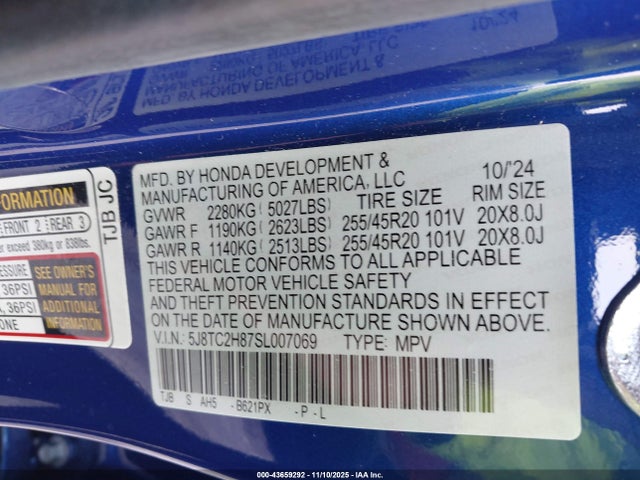 MFD. BY HONDA DEVELOPMENT & 10/'24
MANUFACTURING OF AMERICA, LLC
GVWR 2280KG (5027LBS) TIRE SIZE RIM SIZE
GAWR F 1190KG (2623LBS) 255/45R20 101V 20X8.0J
GAWR R 1140KG (2513LBS) 255/45R20 101V 20X8.0J
THIS VEHICLE CONFORMS TO ALL APPLICABLE
FEDERAL MOTOR VEHICLE SAFETY
AND THEFT PREVENTION STANDARDS IN EFFECT
ON THE DATE OF MANUFACTURE SHOWN ABOVE.
V.I.N.: 5J8TC2H87SL007069 TYPE: MPV
TJB S AH5 -B621PX -P-L
FORMATION
FRONT 2 REAR 3
exceed 380kg or 838lbs.
TJB JC
PRESSURE
36PSI
36PSI
ONE
SEE OWNER'S
MANUAL FOR
ADDITIONAL
INFORMATION
000-43659292 — 11/10/2025 — IAA Inc.